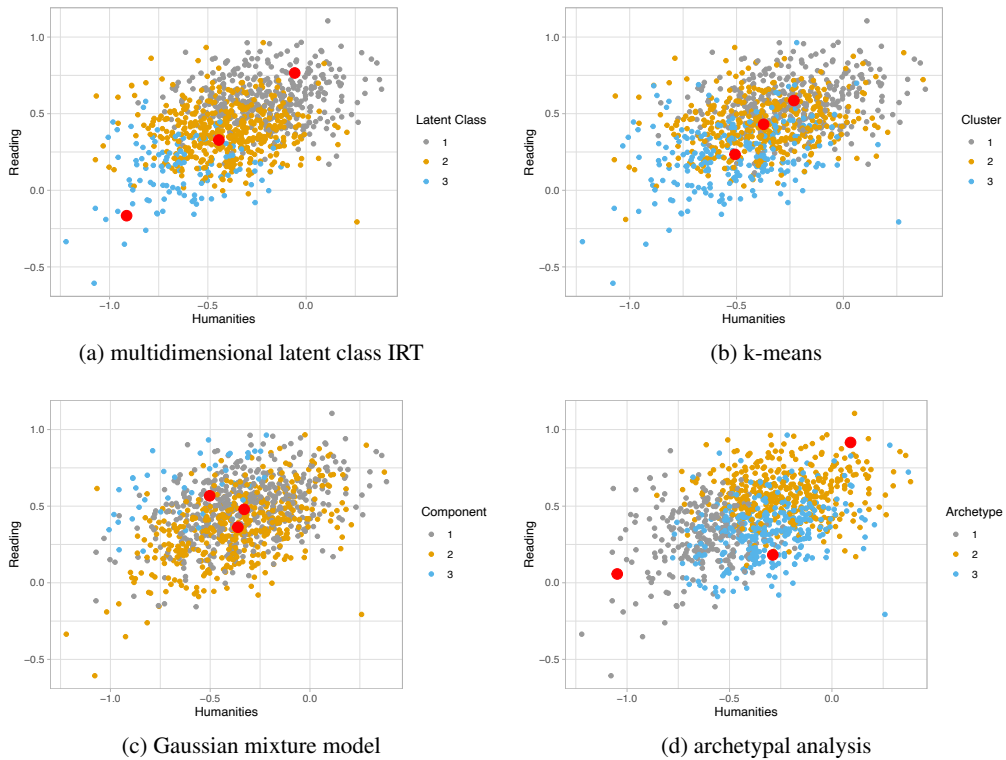 1.0
0.5
0.0
−0.5
Reading
−1.0
−0.5
0.0
Humanities
Latent Class
1
2
3
(a) multidimensional latent class IRT
1.0
0.5
0.0
−0.5
Reading
−1.0
−0.5
0.0
Humanities
Cluster
1
2
3
(b) k-means
1.0
0.5
0.0
−0.5
Reading
−1.0
−0.5
0.0
Humanities
Component
1
2
3
(c) Gaussian mixture model
1.0
0.5
0.0
−0.5
Reading
−1.0
−0.5
0.0
Humanities
Archetype
1
2
3
(d) archetypal analysis